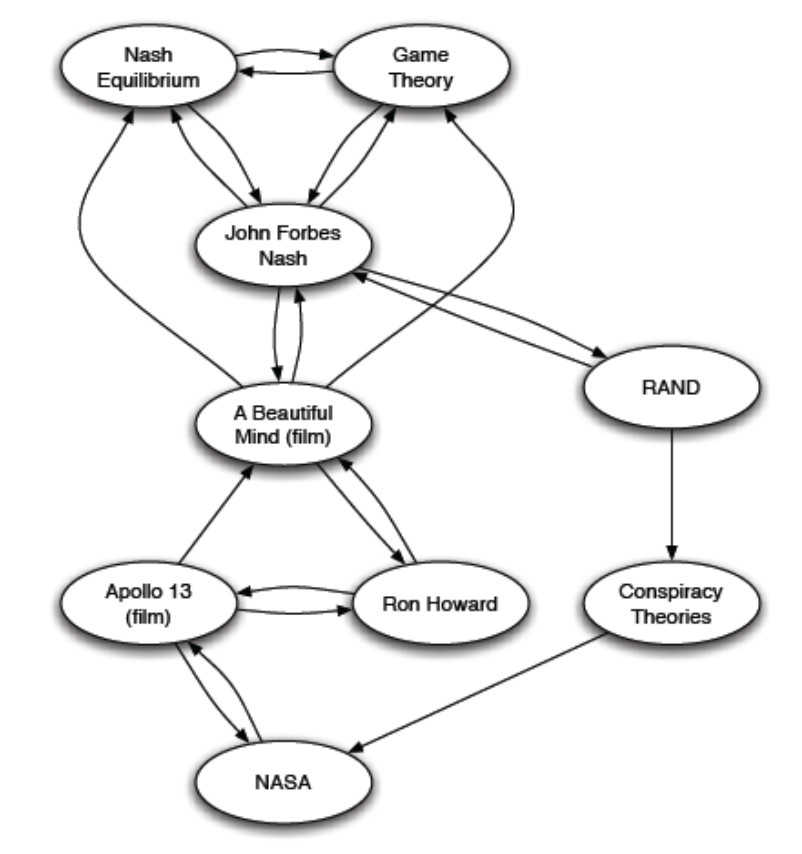 Nash
Equilibrium
Game
Theory
John Forbes
Nash
RAND
A Beautiful
Mind (film)
Apollo 13
(film)
Ron Howard
Conspiracy
Theories
NASA